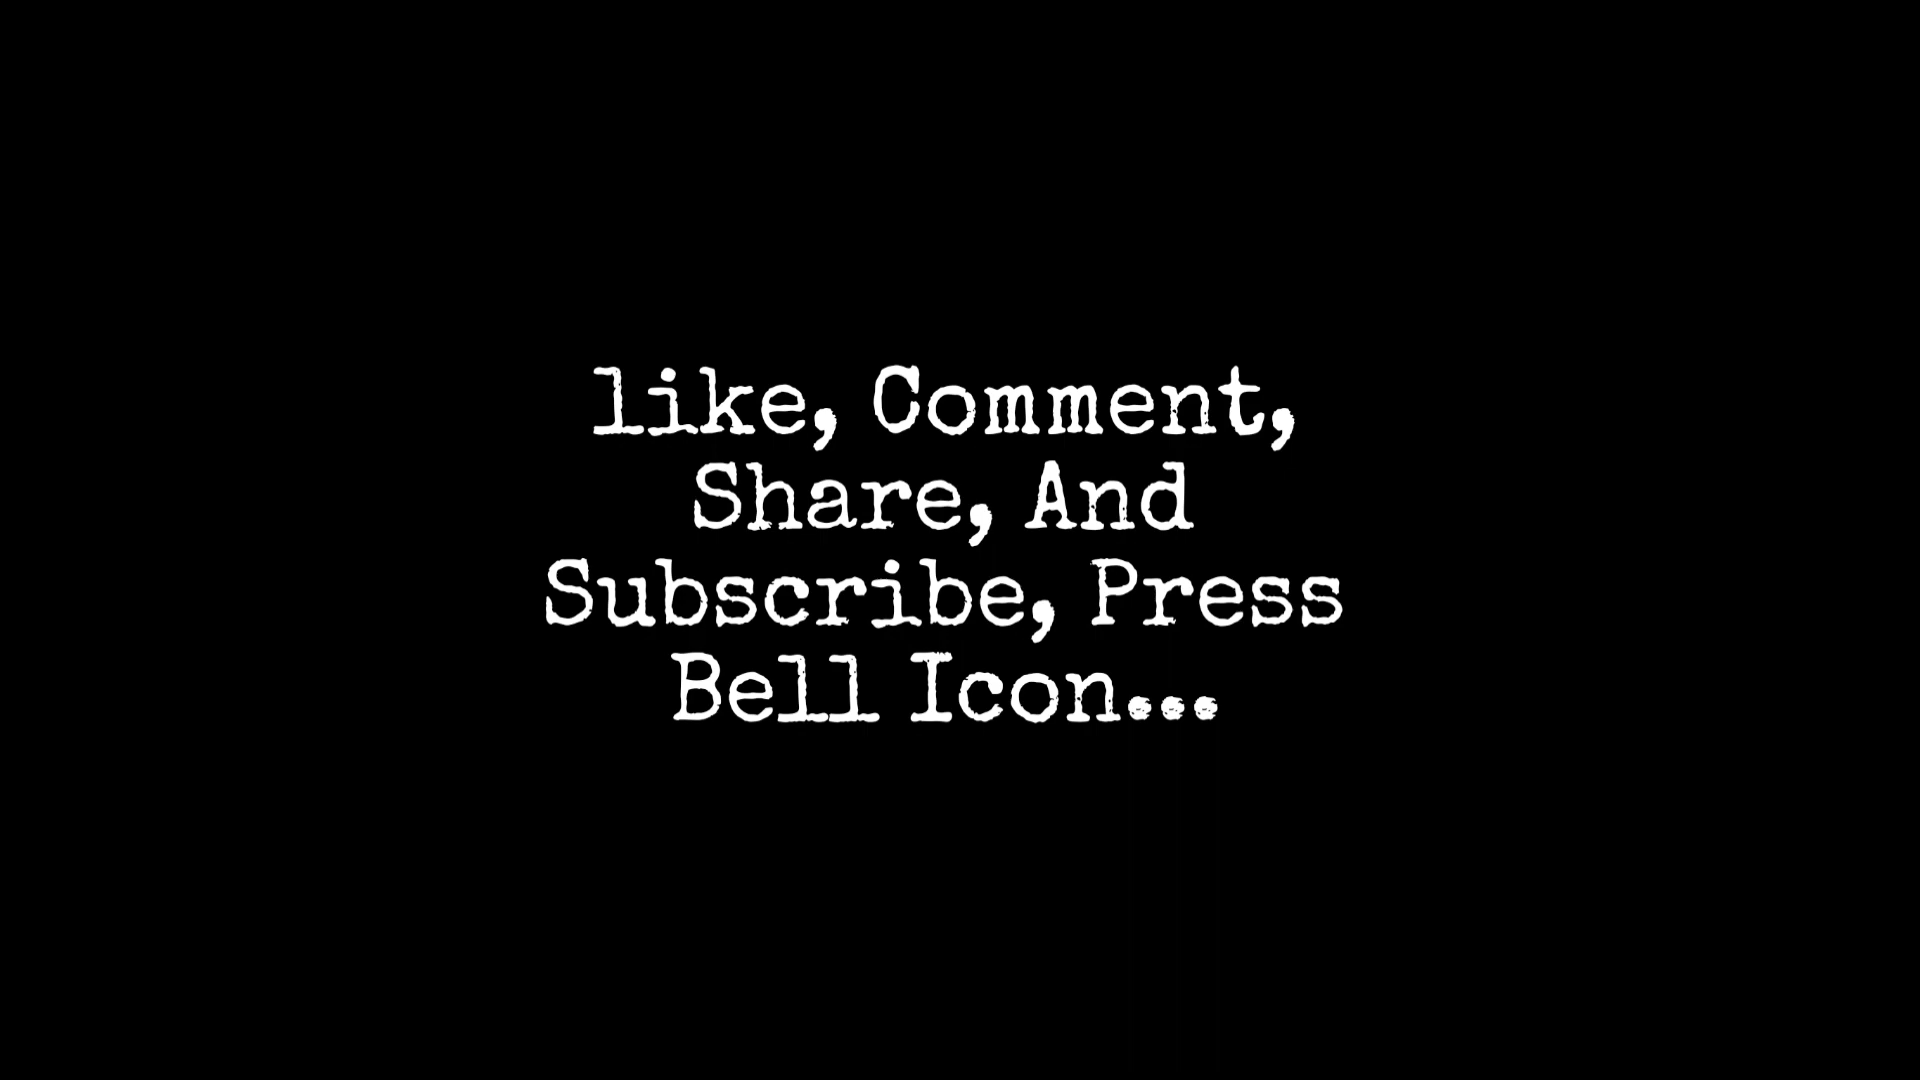 like, Comment,
Share, And
Subscribe, Press
Bell Icon...